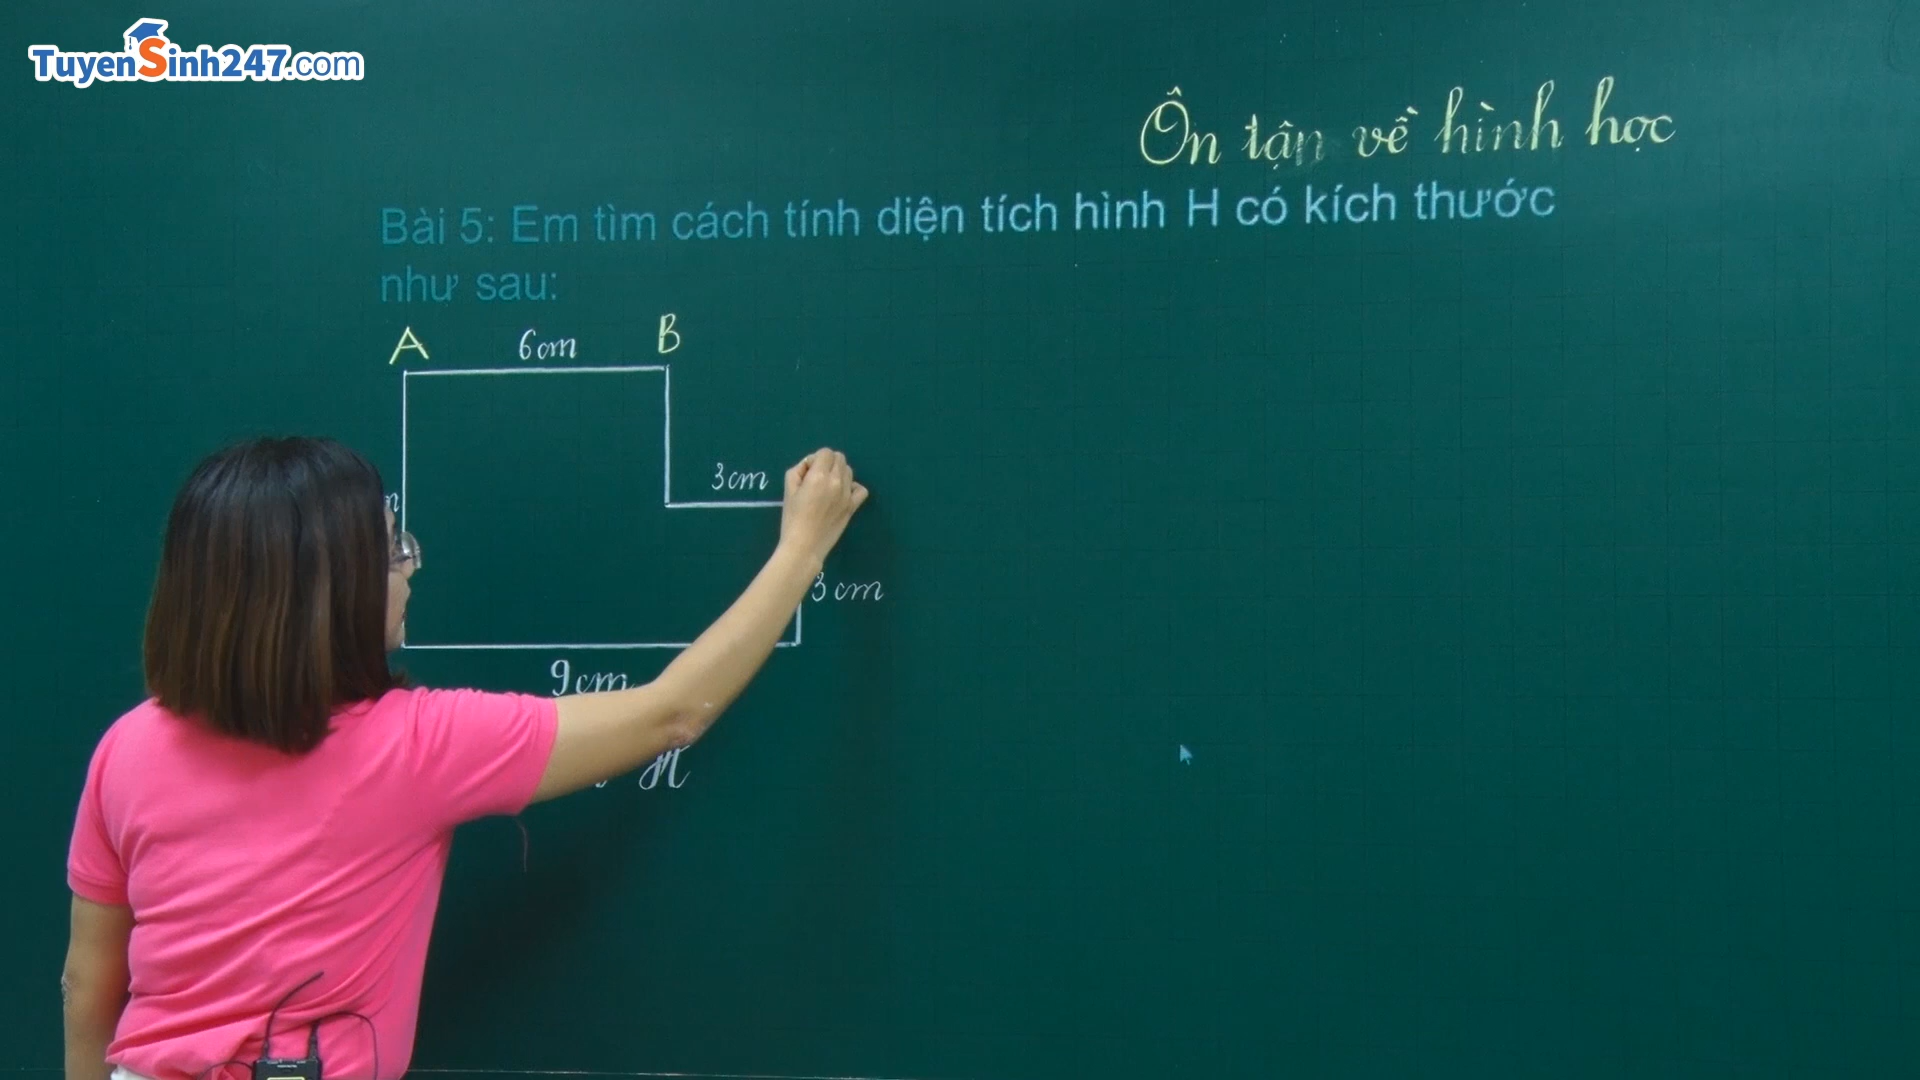 TuyenSinh247.com
Ôn tận về hình học
Bài 5: Em tìm cách tính diện tích hình H có kích thước
như sau:
A 6cm B
3cm
3cm
9cm
H